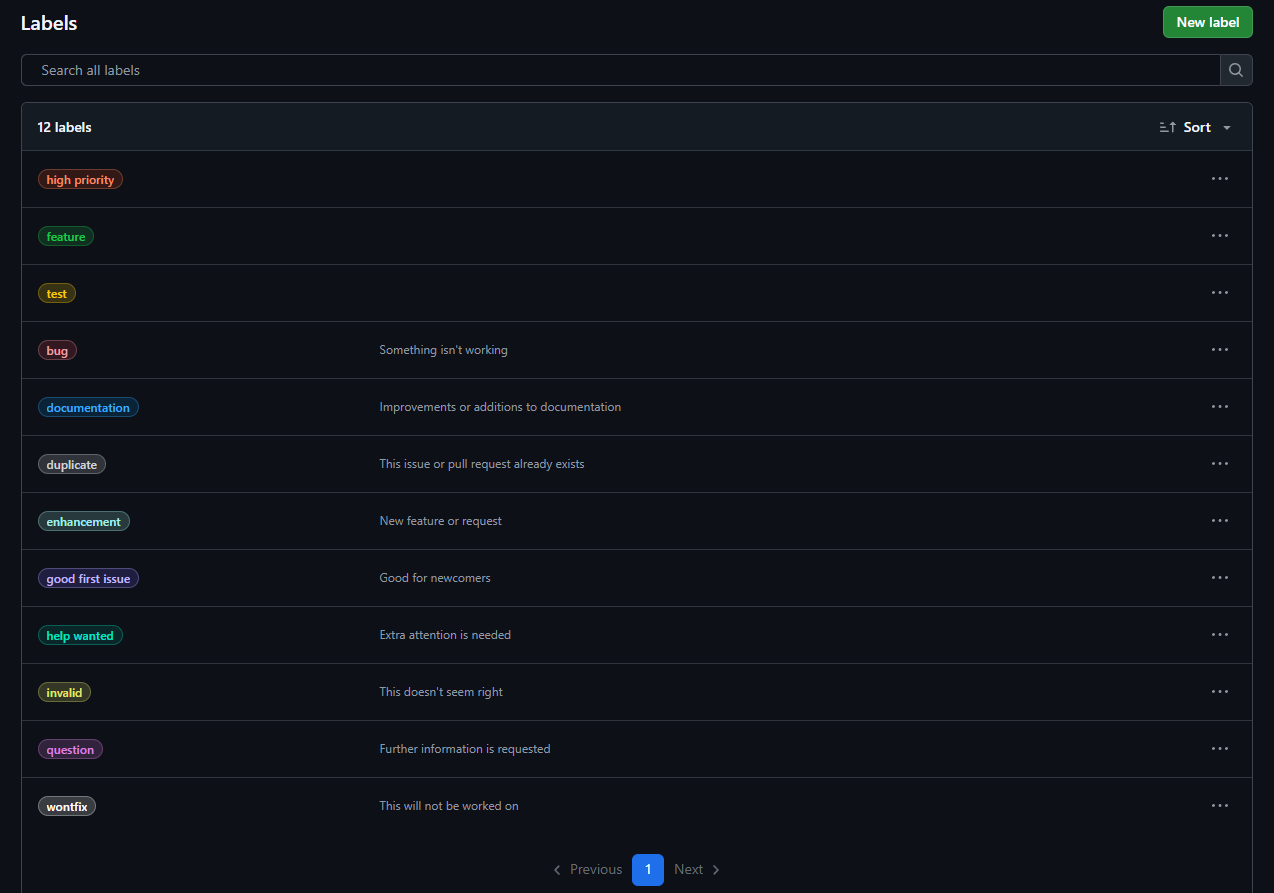 Labels
New label
Search all labels
12 labels
Sort
high priority
feature
test
bug Something isn't working
documentation Improvements or additions to documentation
duplicate This issue or pull request already exists
enhancement New feature or request
good first issue Good for newcomers
help wanted Extra attention is needed
invalid This doesn't seem right
question Further information is requested
wontfix This will not be worked on
Previous 1 Next